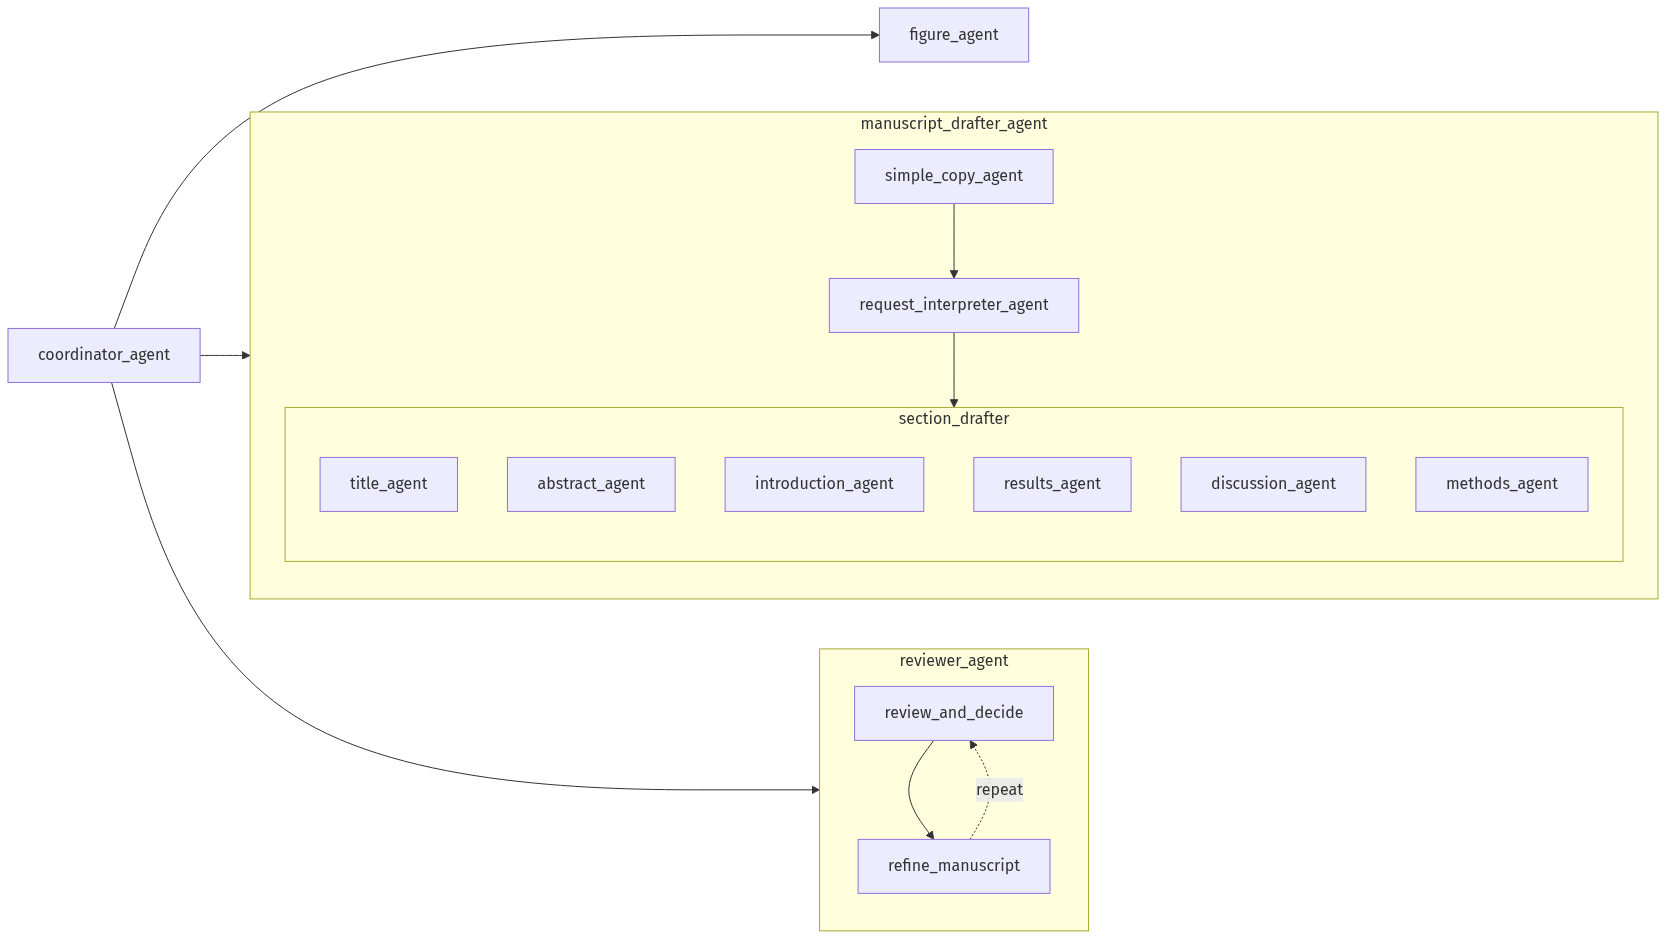 figure_agent
manuscript_drafter_agent
simple_copy_agent
request_interpreter_agent
coordinator_agent
section_drafter
title_agent
abstract_agent
introduction_agent
results_agent
discussion_agent
methods_agent
reviewer_agent
review_and_decide
repeat
refine_manuscript